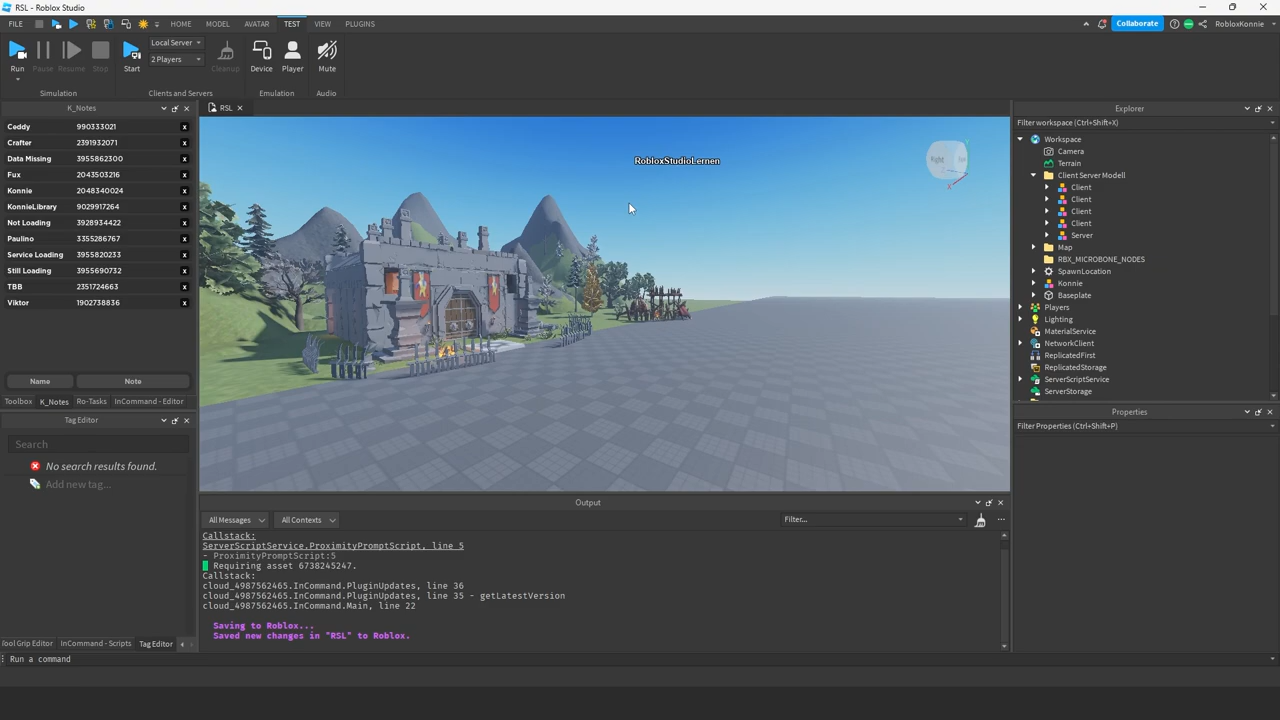 RSL - Roblox Studio
FILE
HOME
MODEL
AVATAR
TEST
VIEW
PLUGINS
Collaborate
RobloxKonnie
Run
Pause
Resume
Stop
Start
Local Server
2 Players
Cleanup
Device
Player
Mute
Simulation
Clients and Servers
Emulation
Audio
K_Notes
Ceddy 990333021 x
Crafter 2391932071 x
Data Missing 3955862300 x
Fux 2043503216 x
Konnie 2048340024 x
KonnieLibrary 9029917264 x
Not Loading 3928934422 x
Paulino 3355286767 x
Service Loading 3955820233 x
Still Loading 3955690732 x
TBB 2351724663 x
Viktor 1902738836 x
Name
Note
Toolbox
K_Notes
Ro-Tasks
InCommand - Editor
Tag Editor
Search
No search results found.
Add new tag...
Tool Grip Editor
InCommand - Scripts
Tag Editor
RSL
RobloxStudioLernen
Right
Output
All Messages
All Contexts
Filter...
Callstack:
ServerScriptService.ProximityPromptScript, line 5
- ProximityPromptScript:5
Requiring asset 6738245247.
Callstack:
cloud_4987562465.InCommand.PluginUpdates, line 36
cloud_4987562465.InCommand.PluginUpdates, line 35 - getLatestVersion
cloud_4987562465.InCommand.Main, line 22
Saving to Roblox...
Saved new changes in "RSL" to Roblox.
Run a command
Explorer
Filter workspace (Ctrl+Shift+X)
Workspace
Camera
Terrain
Client Server Modell
Client
Client
Client
Client
Server
Map
RBX_MICROBONE_NODES
SpawnLocation
Konnie
Baseplate
Players
Lighting
MaterialService
NetworkClient
ReplicatedFirst
ReplicatedStorage
ServerScriptService
ServerStorage
Properties
Filter Properties (Ctrl+Shift+P)